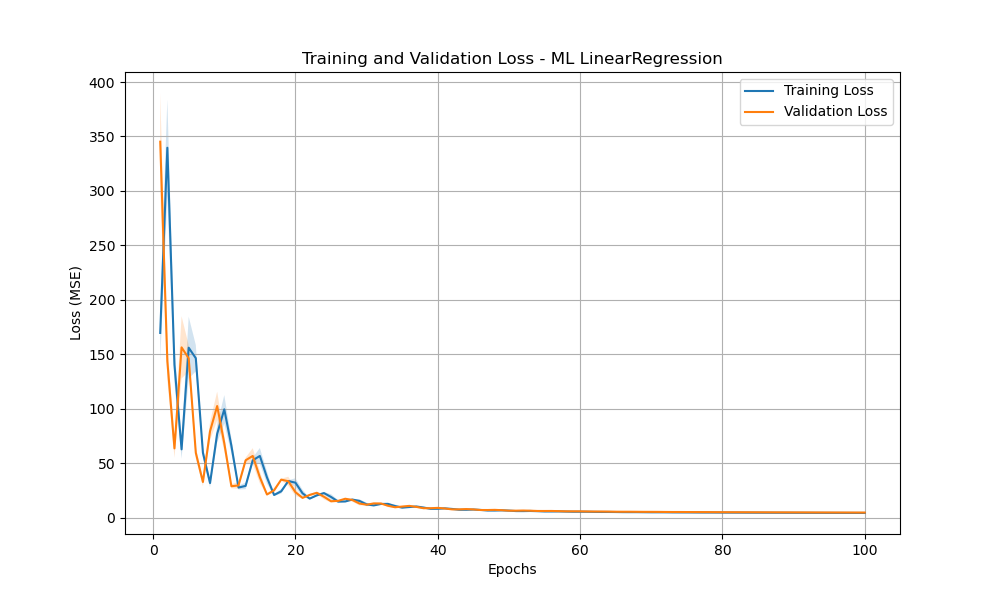 Training and Validation Loss - ML LinearRegression
Training Loss
Validation Loss
400
350
300
250
200
150
100
50
0
Loss (MSE)
0 20 40 60 80 100
Epochs